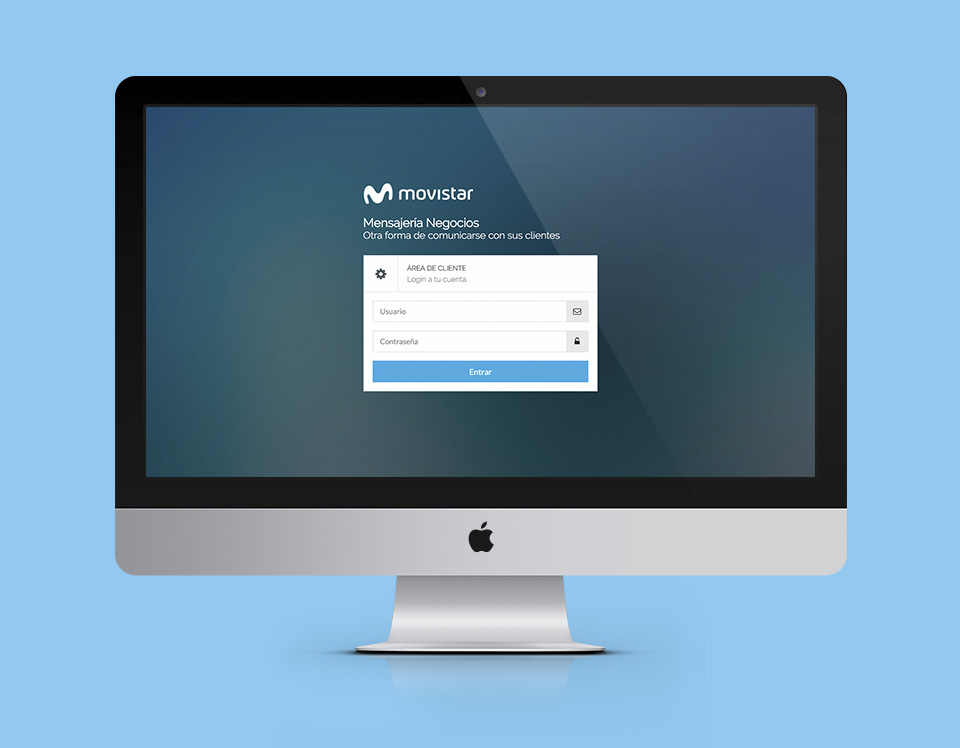 movistar
Mensajería Negocios
Otra forma de comunicarse con sus clientes
ÁREA DE CLIENTE
Login a tu cuenta
Usuario
Contraseña
Entrar